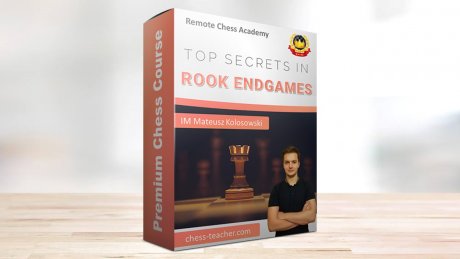 Remote Chess Academy
TOP SECRETS IN
ROOK ENDGAMES
IM Mateusz Kolosowski
chess-teacher.com
Premium Chess Course